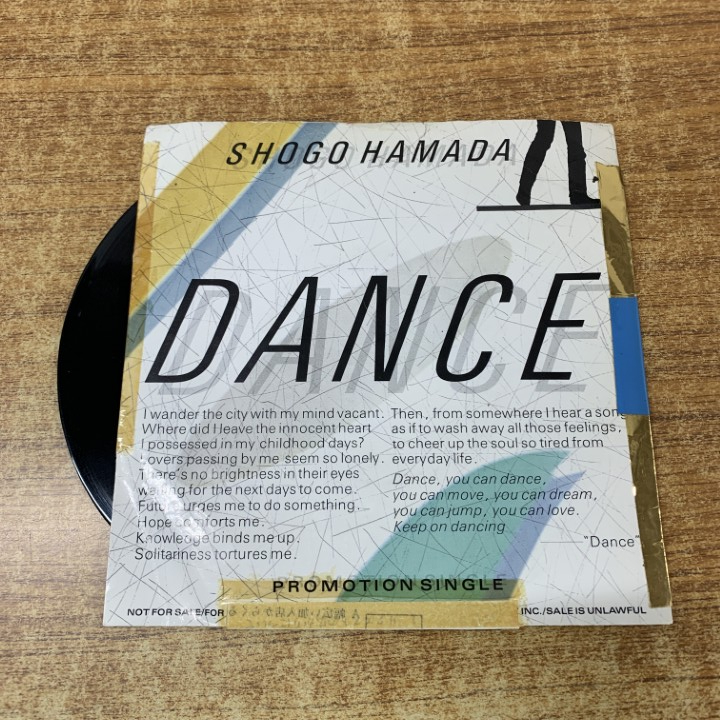 SHOGO HAMADA
DANCE
I wander the city with my mind vacant.
Where did I leave the innocent heart
I possessed in my childhood days?
Lovers passing by me seem so lonely.
There's no brightness in their eyes
waiting for the next days to come.
Future urges me to do something.
Hope comforts me.
Knowledge binds me up.
Solitariness tortures me.
Then, from somewhere I hear a song
as if to wash away all those feelings,
to cheer up the soul so tired from
everyday life.
Dance, you can dance,
you can move, you can dream,
you can jump, you can love.
Keep on dancing
"Dance"
PROMOTION SINGLE
NOT FOR SALE/FOR INC./SALE IS UNLAWFUL